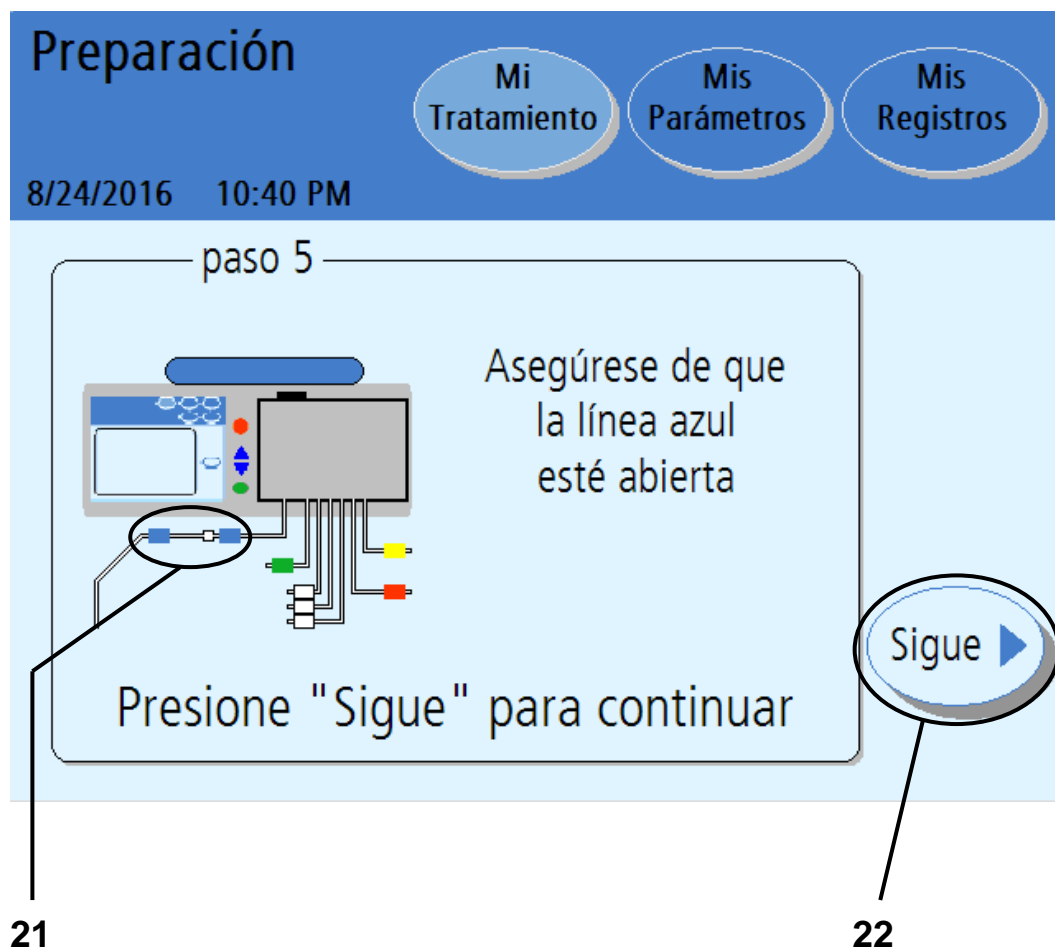 Preparación
Mi
Tratamiento
Mis
Parámetros
Mis
Registros
8/24/2016 10:40 PM
paso 5
Asegúrese de que
la línea azul
esté abierta
Sigue
Presione "Sigue" para continuar
21
22